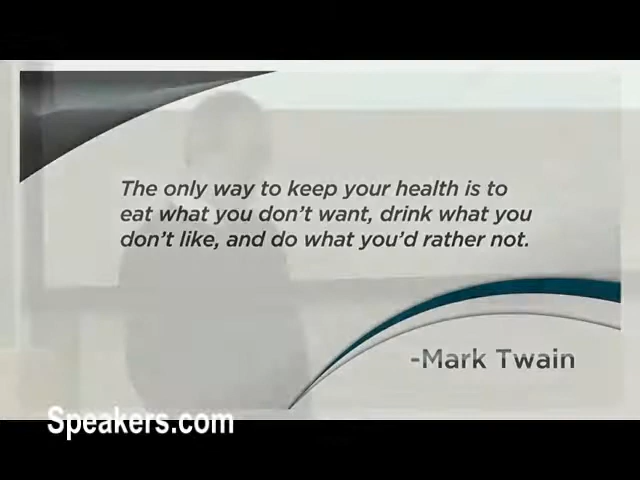 The only way to keep your health is to
eat what you don't want, drink what you
don't like, and do what you'd rather not.
-Mark Twain
Speakers.com